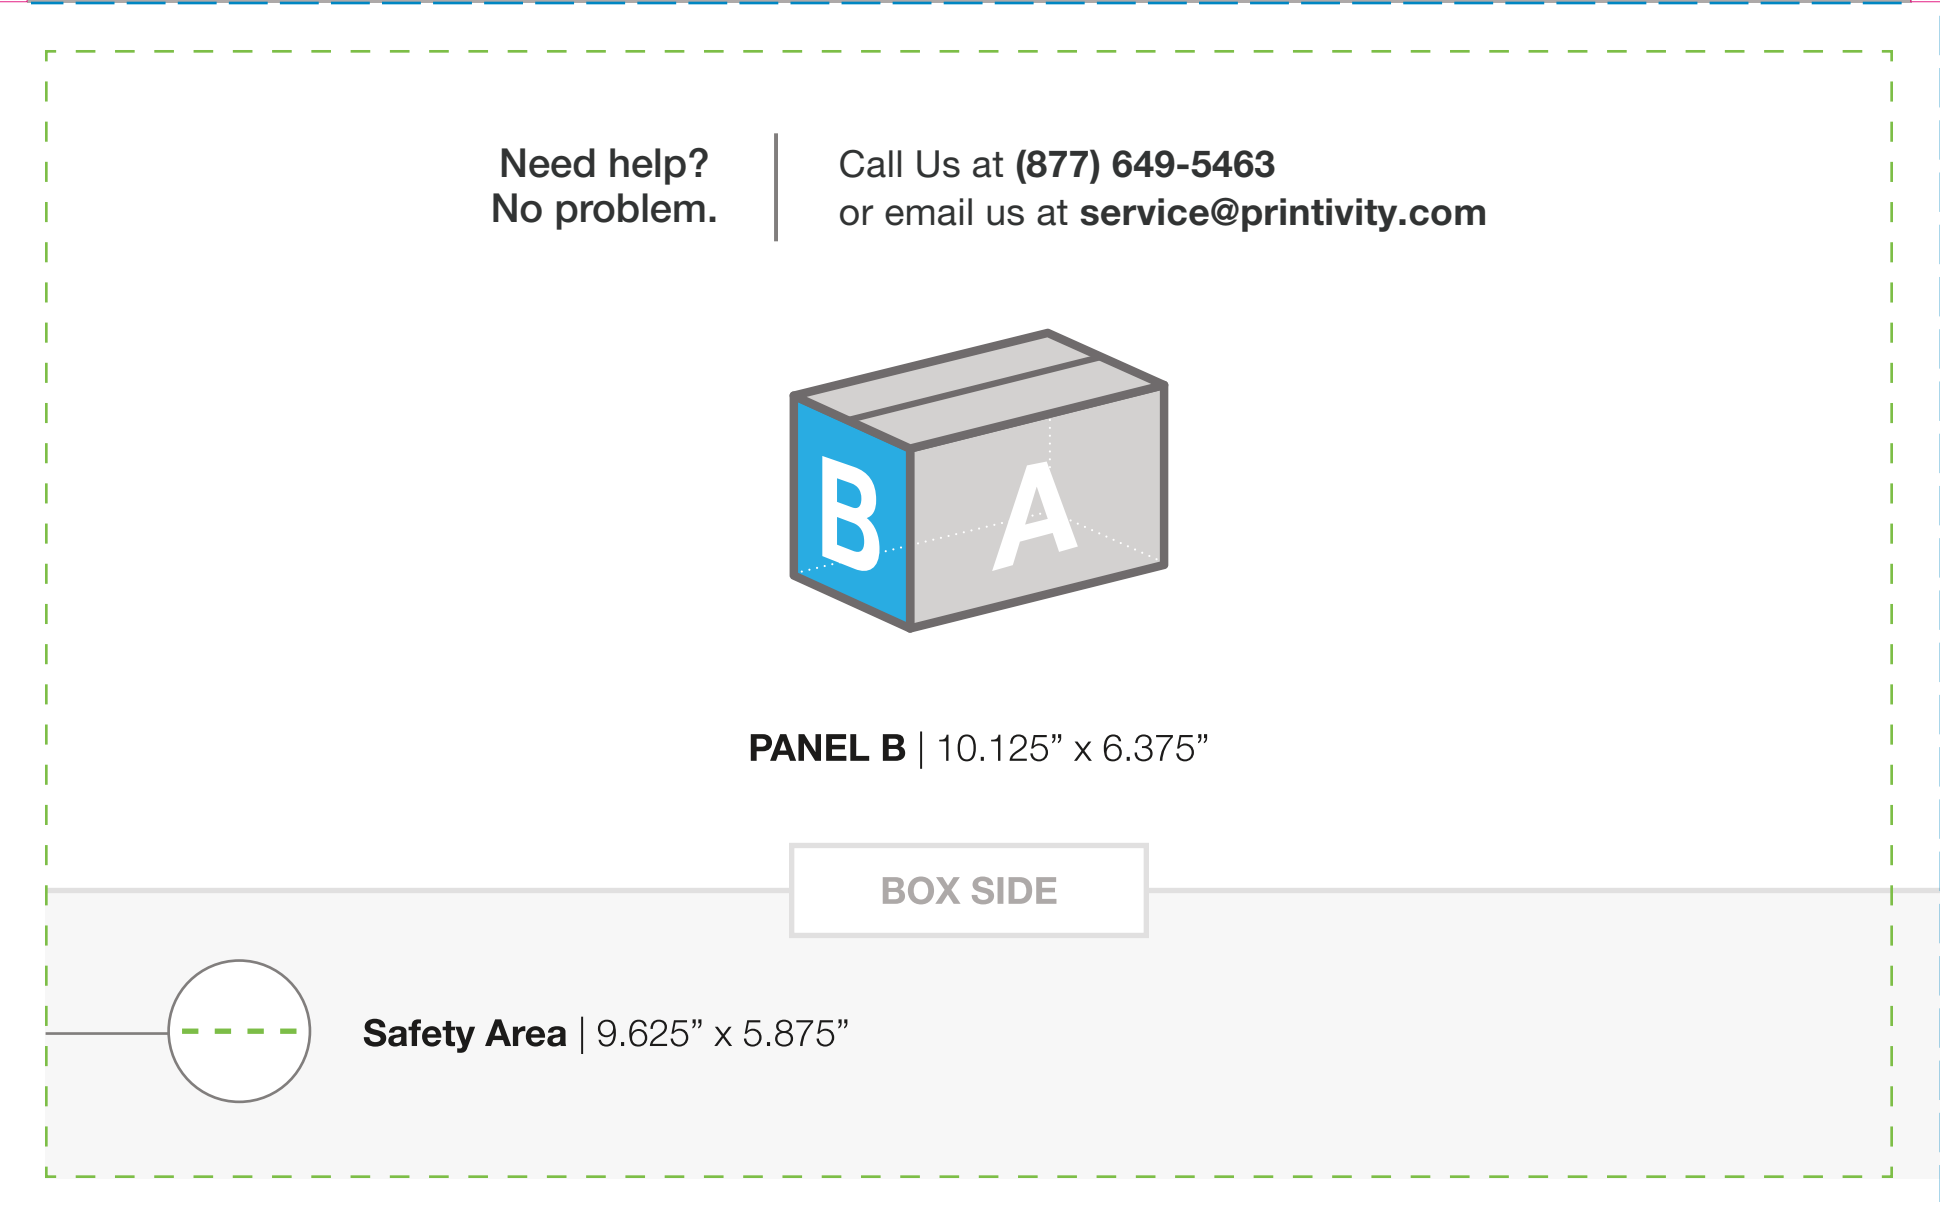 Need help?
No problem.
Call Us at (877) 649-5463
or email us at service@printivity.com
B
A
PANEL B | 10.125” x 6.375”
BOX SIDE
Safety Area | 9.625” x 5.875”